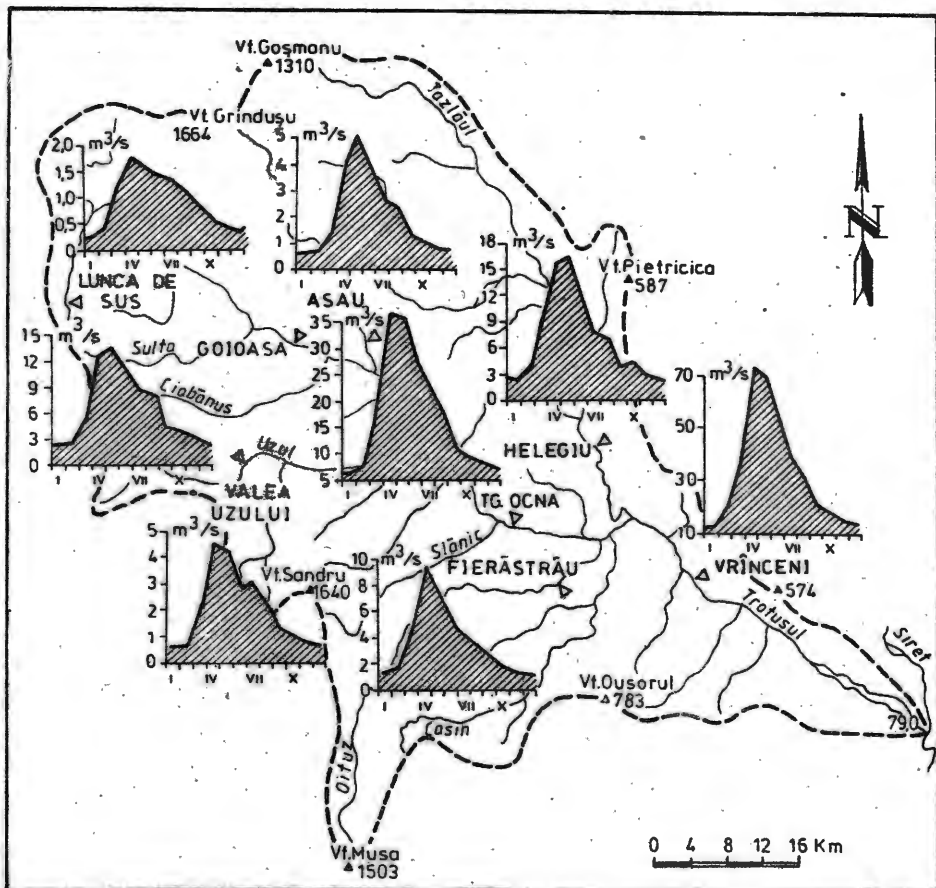 Vf.Goşmanu
1310
Tazlăul
Vf.Grinduşu
1664
m³/s
2,0
1,5
1,0
0,5
0
I
IV
VII
X
LUNCA DE
SUS
m³/s
5
4
3
2
1
0
I
IV
VII
X
ASAU
N
m³/s
18
15
12
9
6
3
0
I
IV
VII
X
Vf.Pietricica
587
HELEGIU
m³/s
15
12
9
6
3
0
I
IV
VII
X
Sulta
GOIOASA
Ciobănuş
m³/s
35
30
25
20
15
10
5
I
IV
VII
X
m³/s
70
50
30
10
I
IV
VII
X
Uzul
VALEA
UZULUI
TG. OCNA
Slănic
FIERĂSTRĂU
VRÎNCENI
574
Trotuşul
Siret
79,0
m³/s
5
4
3
2
1
0
I
IV
VII
X
Vf.Sandru
1640
m³/s
10
8
6
4
2
0
I
IV
VII
X
Vf.Ouşorul
783
Caşin
Oituz
Vf.Musa
1503
0 4 8 12 16 Km